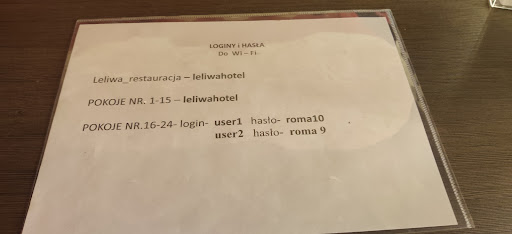 LOGINY i HASŁA
Do Wi – Fi.
Leliwa_restauracja – leliwahotel
POKOJE NR. 1-15 – leliwahotel
POKOJE NR.16-24- login- user1 hasło- roma10
user2 hasło- roma 9